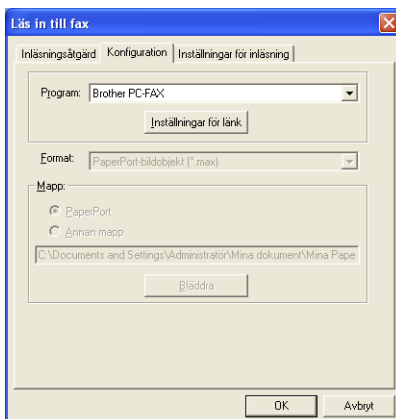 Läs in till fax
Inläsningsåtgärd Konfiguration Inställningar för inläsning
Program: Brother PC-FAX
Inställningar för länk
Format: PaperPort-bildobjekt (*.max)
Mapp:
PaperPort
Annan mapp
C:\Documents and Settings\Administratör\Mina dokument\Mina Pape
Bläddra
OK Avbryt